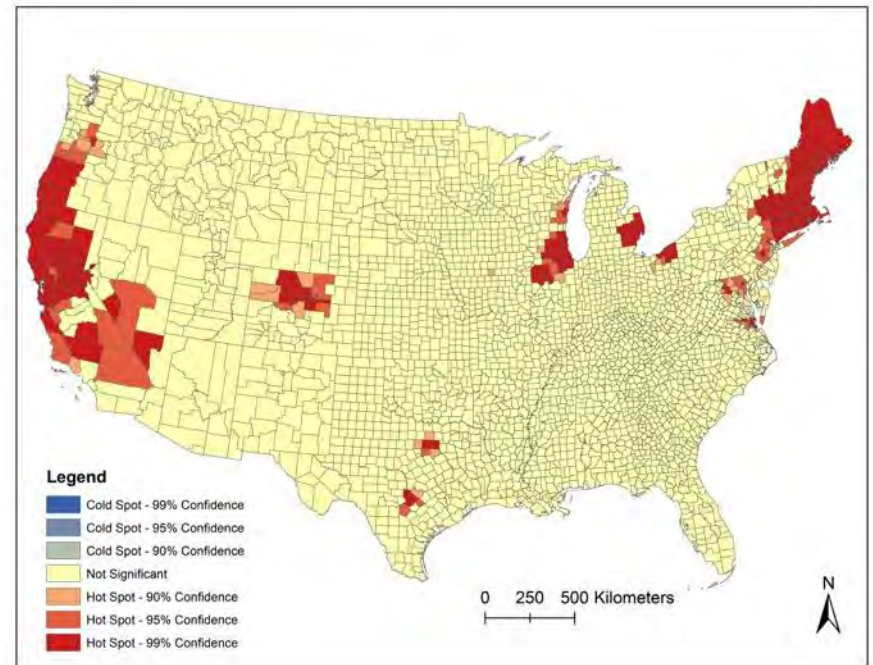 Legend
Cold Spot - 99% Confidence
Cold Spot - 95% Confidence
Cold Spot - 90% Confidence
Not Significant
Hot Spot - 90% Confidence
Hot Spot - 95% Confidence
Hot Spot - 99% Confidence
0 250 500 Kilometers
N